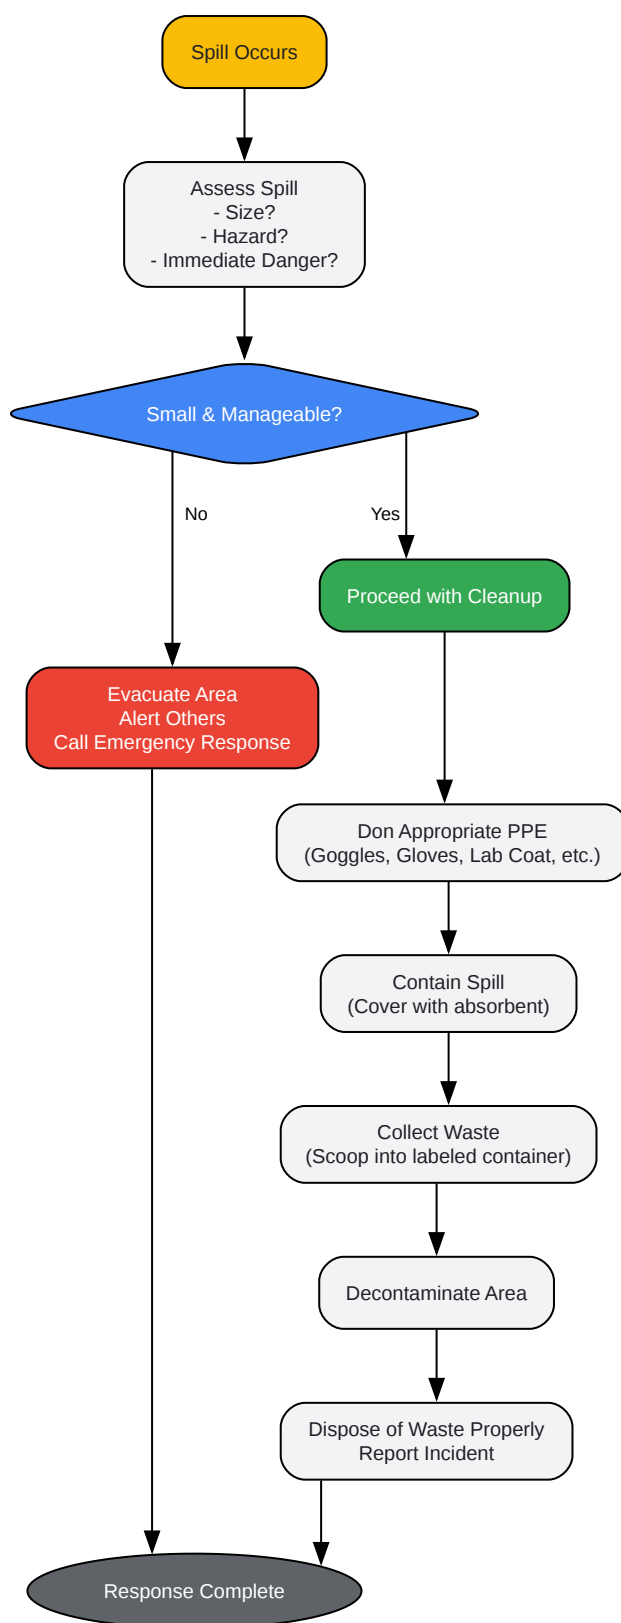 Spill Occurs
Assess Spill
- Size?
- Hazard?
- Immediate Danger?
Small & Manageable?
No
Yes
Proceed with Cleanup
Evacuate Area
Alert Others
Call Emergency Response
Don Appropriate PPE
(Goggles, Gloves, Lab Coat, etc.)
Contain Spill
(Cover with absorbent)
Collect Waste
(Scoop into labeled container)
Decontaminate Area
Dispose of Waste Properly
Report Incident
Response Complete